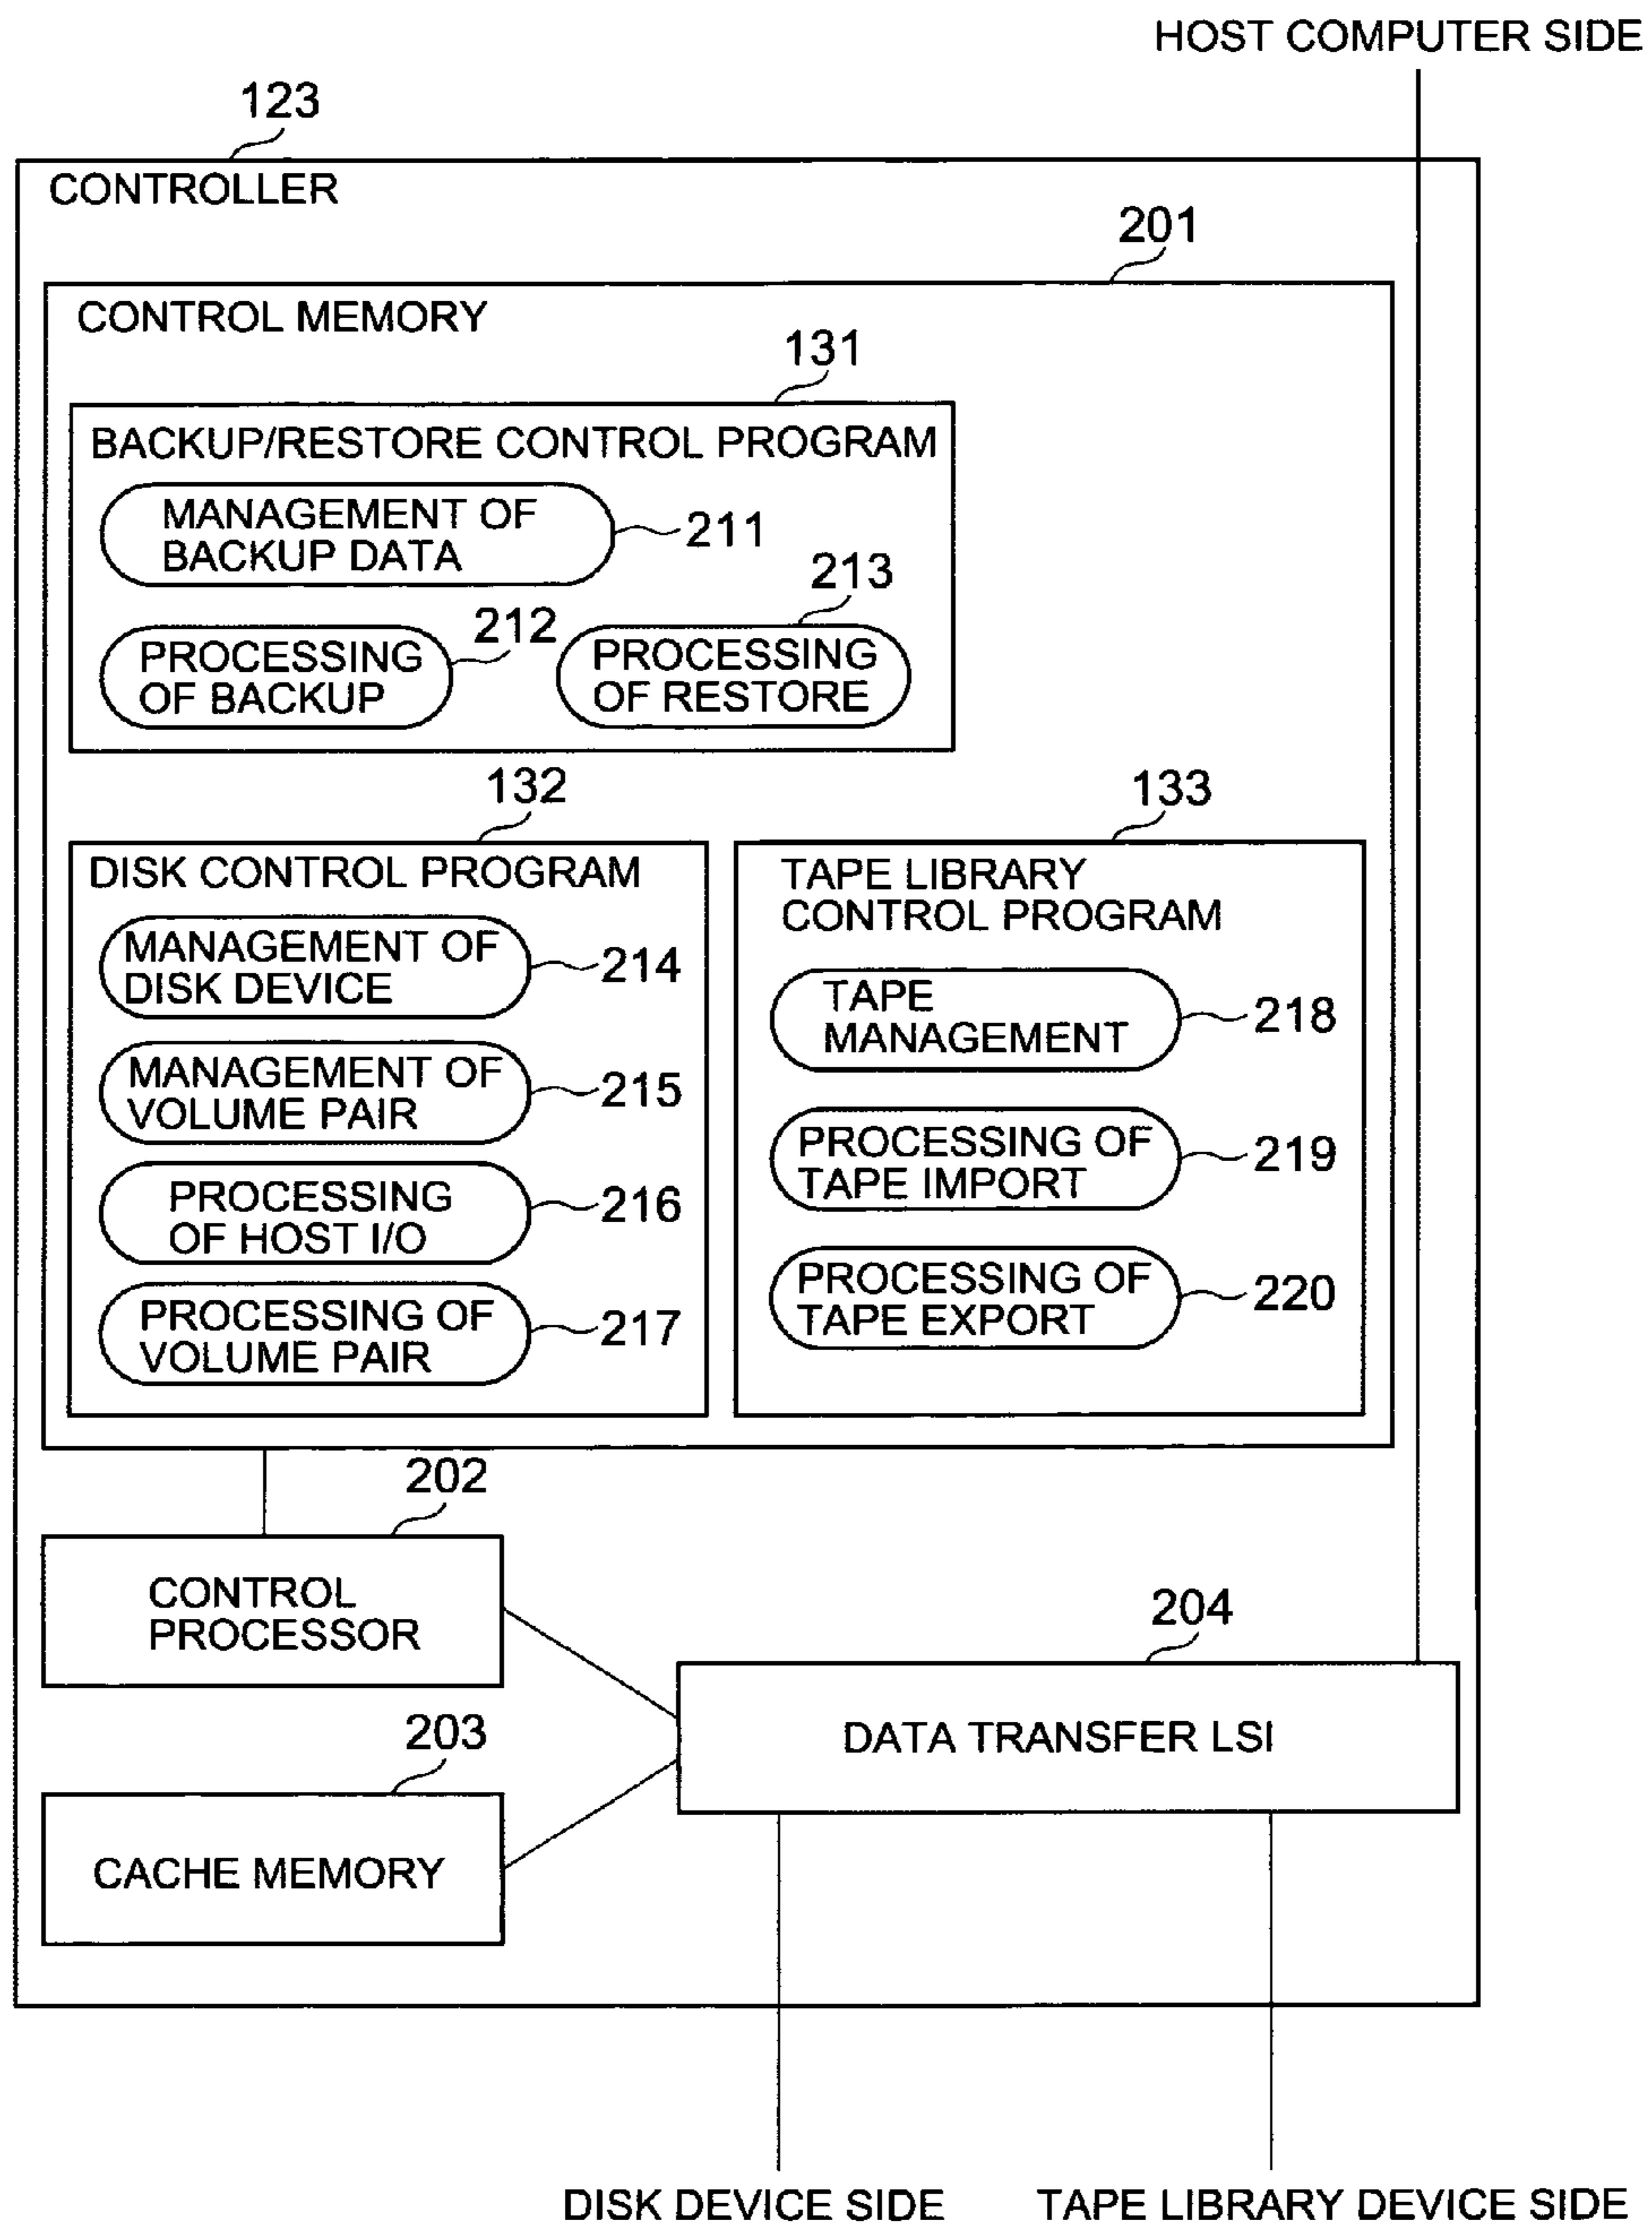 HOST COMPUTER SIDE
123
CONTROLLER
201
CONTROL MEMORY
131
BACKUP/RESTORE CONTROL PROGRAM
MANAGEMENT OF
BACKUP DATA
211
213
212
PROCESSING
OF BACKUP
PROCESSING
OF RESTORE
132
133
DISK CONTROL PROGRAM
MANAGEMENT OF
DISK DEVICE
214
MANAGEMENT OF
VOLUME PAIR
215
PROCESSING
OF HOST I/O
216
PROCESSING OF
VOLUME PAIR
217
TAPE LIBRARY
CONTROL PROGRAM
TAPE
MANAGEMENT
218
PROCESSING OF
TAPE IMPORT
219
PROCESSING OF
TAPE EXPORT
220
202
CONTROL
PROCESSOR
204
DATA TRANSFER LSI
203
CACHE MEMORY
DISK DEVICE SIDE
TAPE LIBRARY DEVICE SIDE